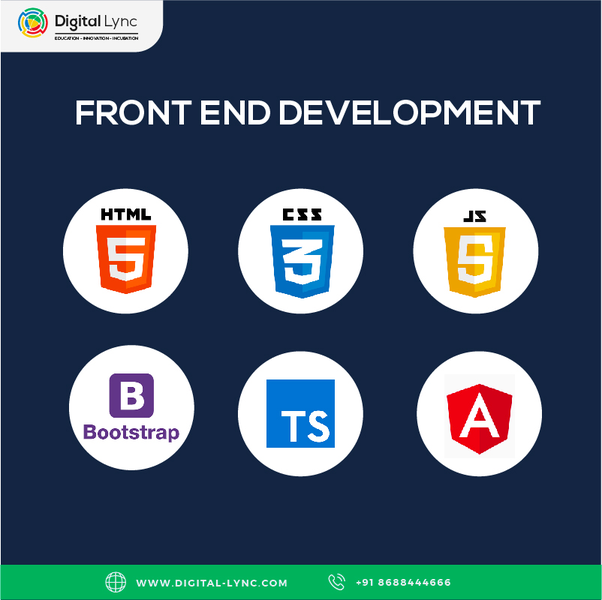 Digital Lync
EDUCATION - INNOVATION - INCUBATION
FRONT END DEVELOPMENT
HTML
5
CSS
3
JS
S
B
Bootstrap
TS
A
WWW.DIGITAL-LYNC.COM
+91 8688444666